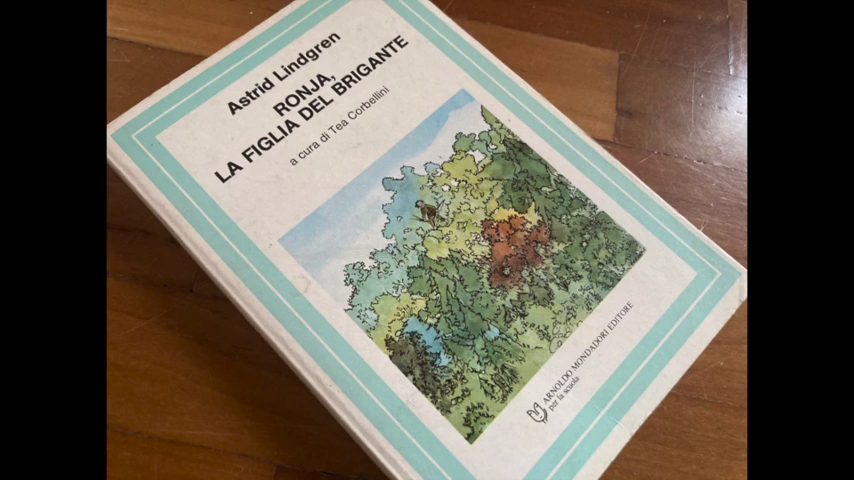 Astrid Lindgren
RONJA,
LA FIGLIA DEL BRIGANTE
a cura di Tea Corbellini
ARNOLDO MONDADORI EDITORE
per la scuola